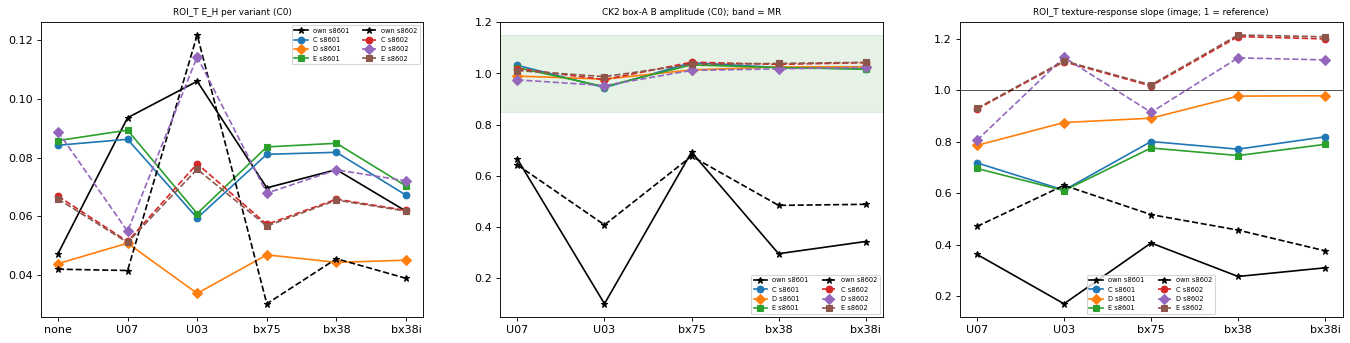 ROI_T E_H per variant (C0)
0.12
0.10
0.08
0.06
0.04
none U07 U03 bx75 bx38 bx38i
own s8601 own s8602
C s8601 C s8602
D s8601 D s8602
E s8601 E s8602
CK2 box-A B amplitude (C0); band = MR
1.2
1.0
0.8
0.6
0.4
0.2
U07 U03 bx75 bx38 bx38i
own s8601 own s8602
C s8601 C s8602
D s8601 D s8602
E s8601 E s8602
ROI_T texture-response slope (image; 1 = reference)
1.2
1.0
0.8
0.6
0.4
0.2
U07 U03 bx75 bx38 bx38i
own s8601 own s8602
C s8601 C s8602
D s8601 D s8602
E s8601 E s8602